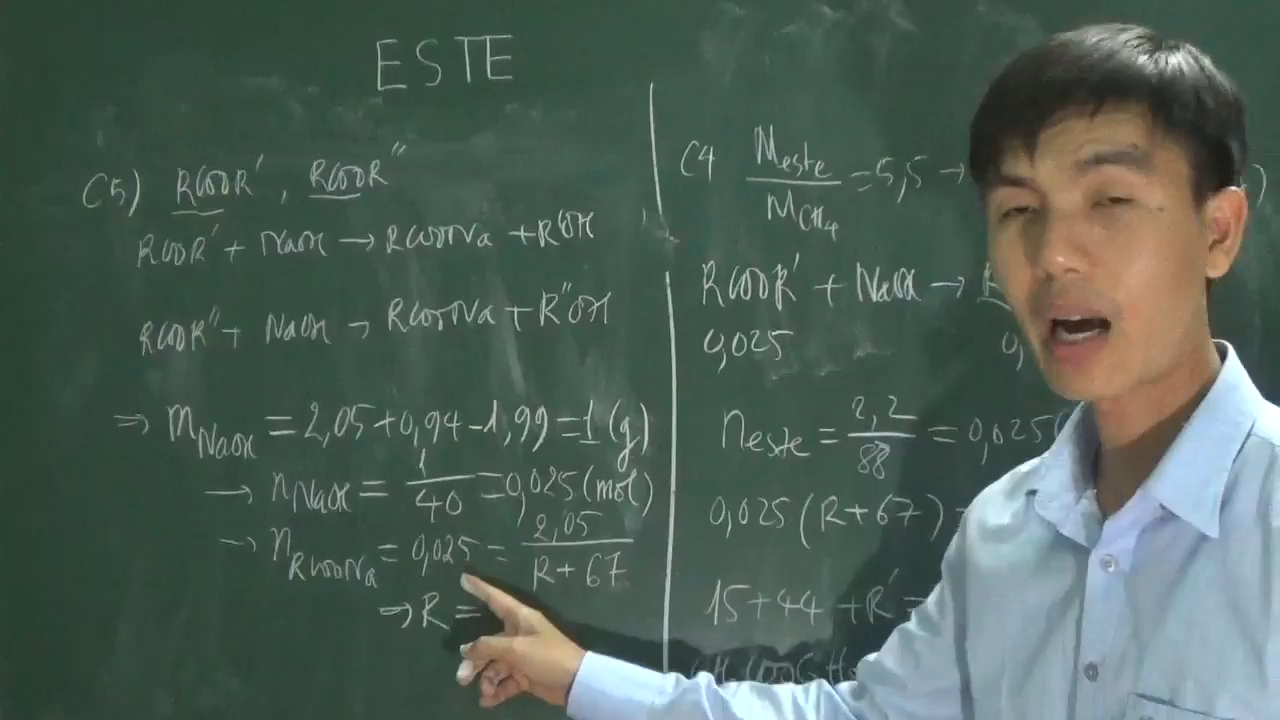 ESTE
C5) RCOOR', RCOOR''
RCOOR' + NaOH → RCOONa + R'OH
RCOOR'' + NaOH → RCOONa + R''OH
⇒ mNaOH = 2,05 + 0,94 - 1,99 = 1 (g)
→ nNaOH = 1/40 = 0,025 (mol)
→ nRCOONa = 0,025 = 2,05/(R + 67)
⇒ R =
C4 Meste/MCH4 = 5,5 →
RCOOR' + NaOH → R
0,025 0,
neste = 2,2/88 = 0,025(
0,025(R + 67) =
15 + 44 + R' =